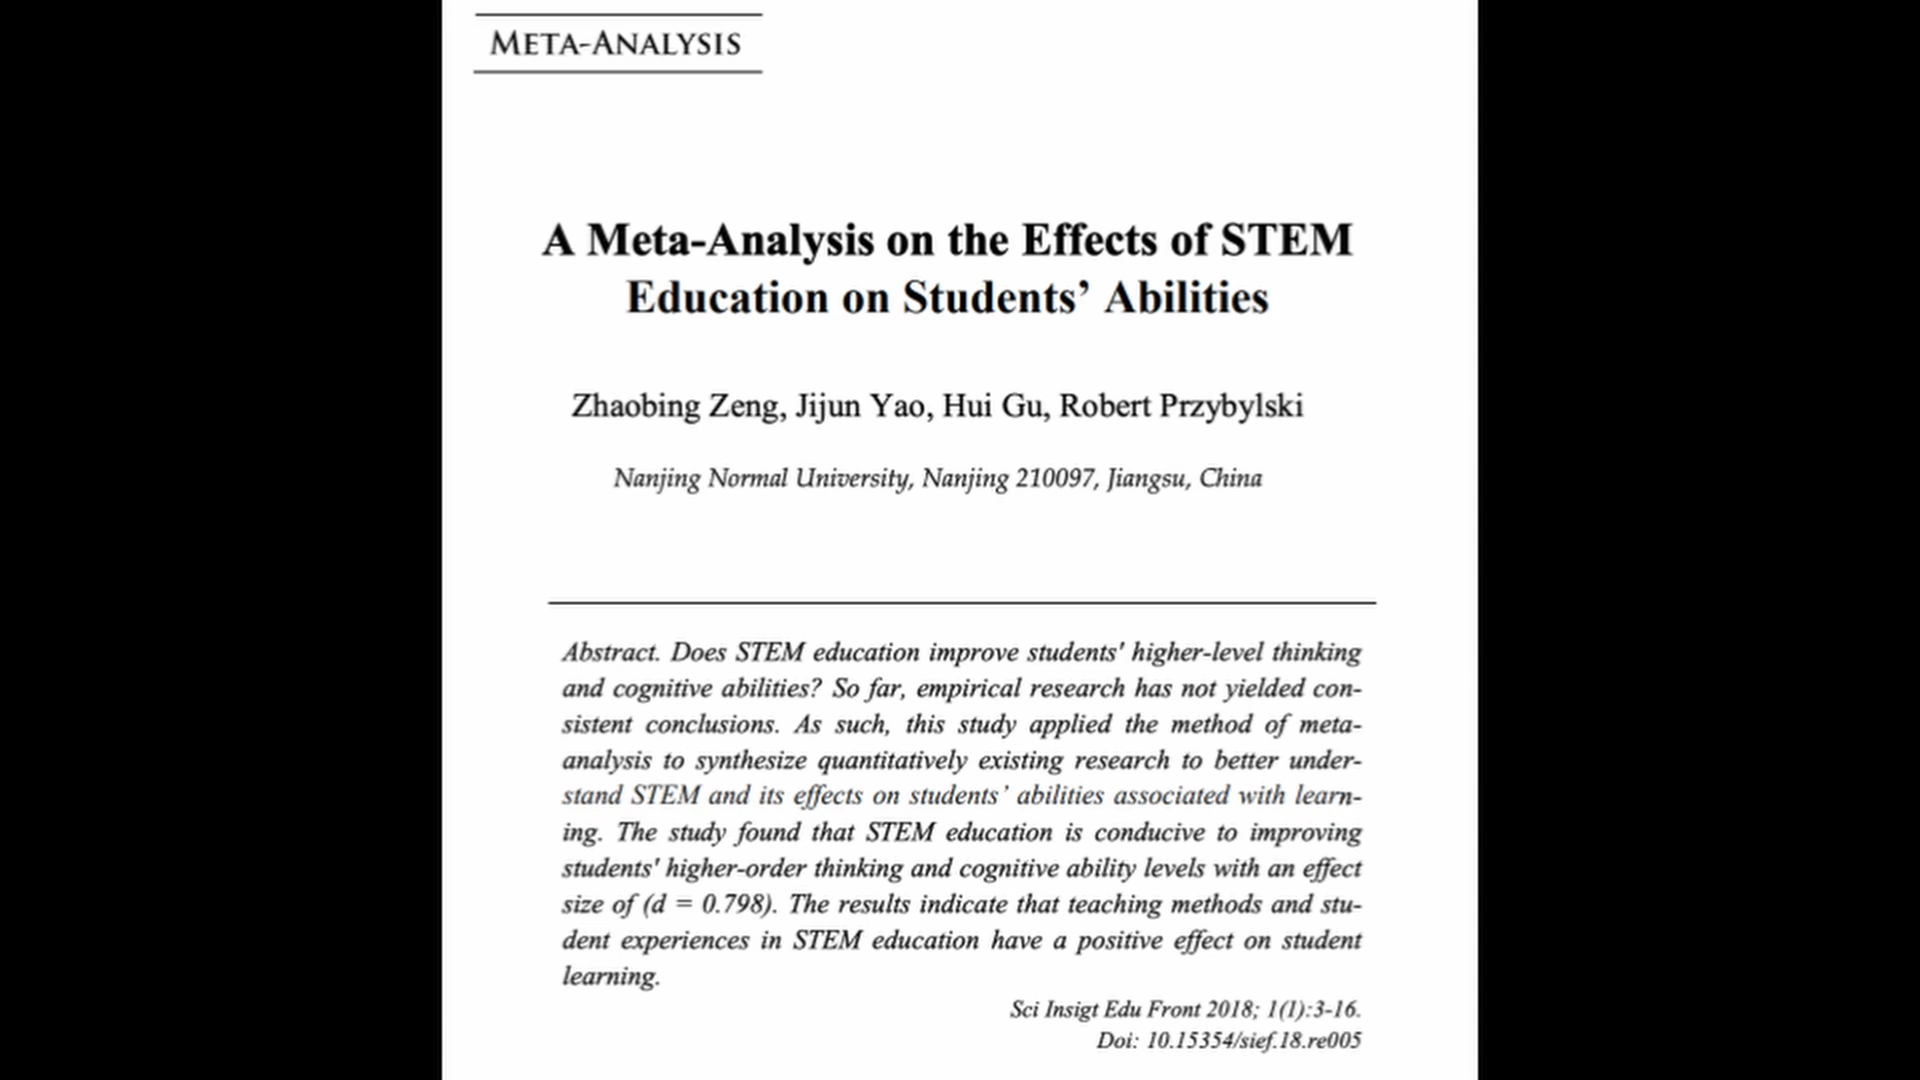 META-ANALYSIS
A Meta-Analysis on the Effects of STEM
Education on Students’ Abilities
Zhaobing Zeng, Jijun Yao, Hui Gu, Robert Przybylski
Nanjing Normal University, Nanjing 210097, Jiangsu, China
Abstract. Does STEM education improve students' higher-level thinking
and cognitive abilities? So far, empirical research has not yielded con-
sistent conclusions. As such, this study applied the method of meta-
analysis to synthesize quantitatively existing research to better under-
stand STEM and its effects on students’ abilities associated with learn-
ing. The study found that STEM education is conducive to improving
students' higher-order thinking and cognitive ability levels with an effect
size of (d = 0.798). The results indicate that teaching methods and stu-
dent experiences in STEM education have a positive effect on student
learning.
Sci Insigt Edu Front 2018; 1(1):3-16.
Doi: 10.15354/sief.18.re005